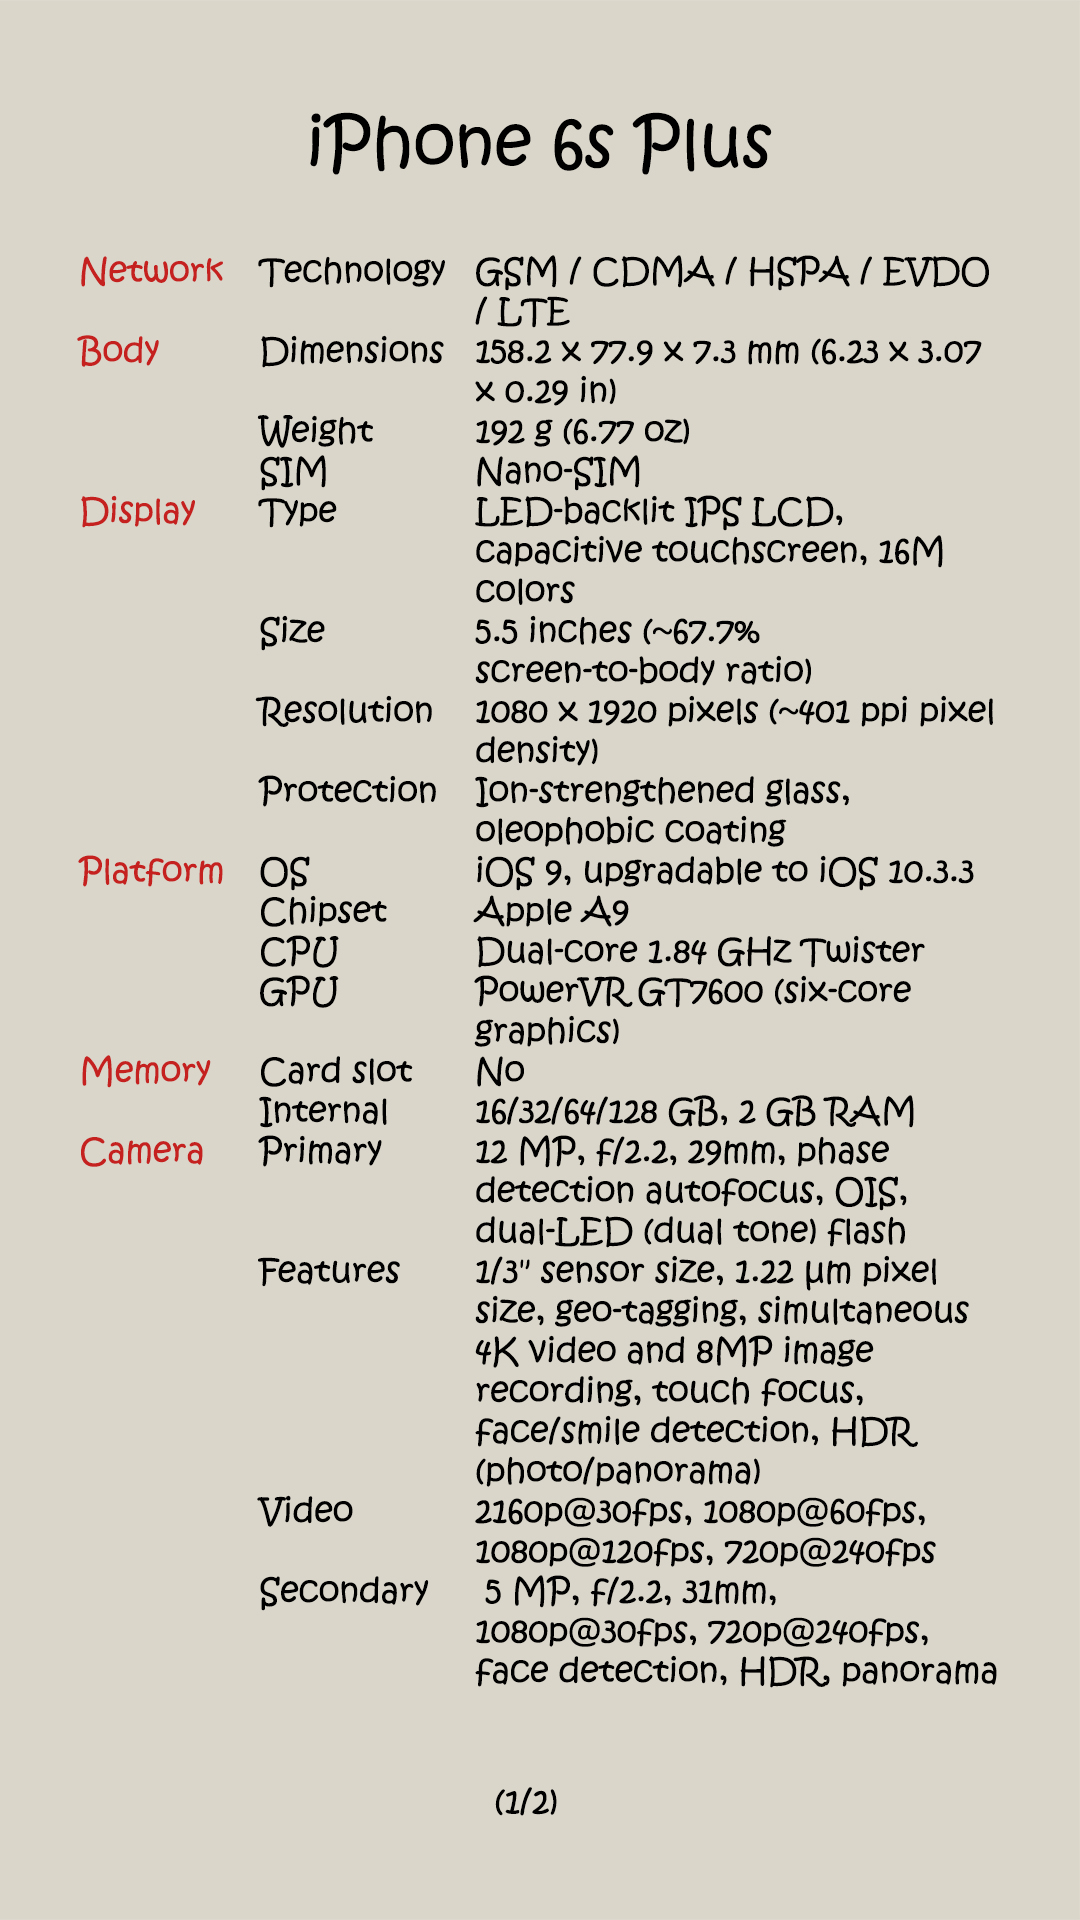 iPhone 6s Plus
Network Technology GSM / CDMA / HSPA / EVDO
/ LTE
Body Dimensions 158.2 x 77.9 x 7.3 mm (6.23 x 3.07
x 0.29 in)
Weight 192 g (6.77 oz)
SIM Nano-SIM
Display Type LED-backlit IPS LCD,
capacitive touchscreen, 16M
colors
Size 5.5 inches (~67.7%
screen-to-body ratio)
Resolution 1080 x 1920 pixels (~401 ppi pixel
density)
Protection Ion-strengthened glass,
oleophobic coating
Platform OS iOS 9, upgradable to iOS 10.3.3
Chipset Apple A9
CPU Dual-core 1.84 GHz Twister
GPU PowerVR GT7600 (six-core
graphics)
Memory Card slot No
Internal 16/32/64/128 GB, 2 GB RAM
Camera Primary 12 MP, f/2.2, 29mm, phase
detection autofocus, OIS,
dual-LED (dual tone) flash
Features 1/3" sensor size, 1.22 µm pixel
size, geo-tagging, simultaneous
4K video and 8MP image
recording, touch focus,
face/smile detection, HDR
(photo/panorama)
Video 2160p@30fps, 1080p@60fps,
1080p@120fps, 720p@240fps
Secondary 5 MP, f/2.2, 31mm,
1080p@30fps, 720p@240fps,
face detection, HDR, panorama
(1/2)